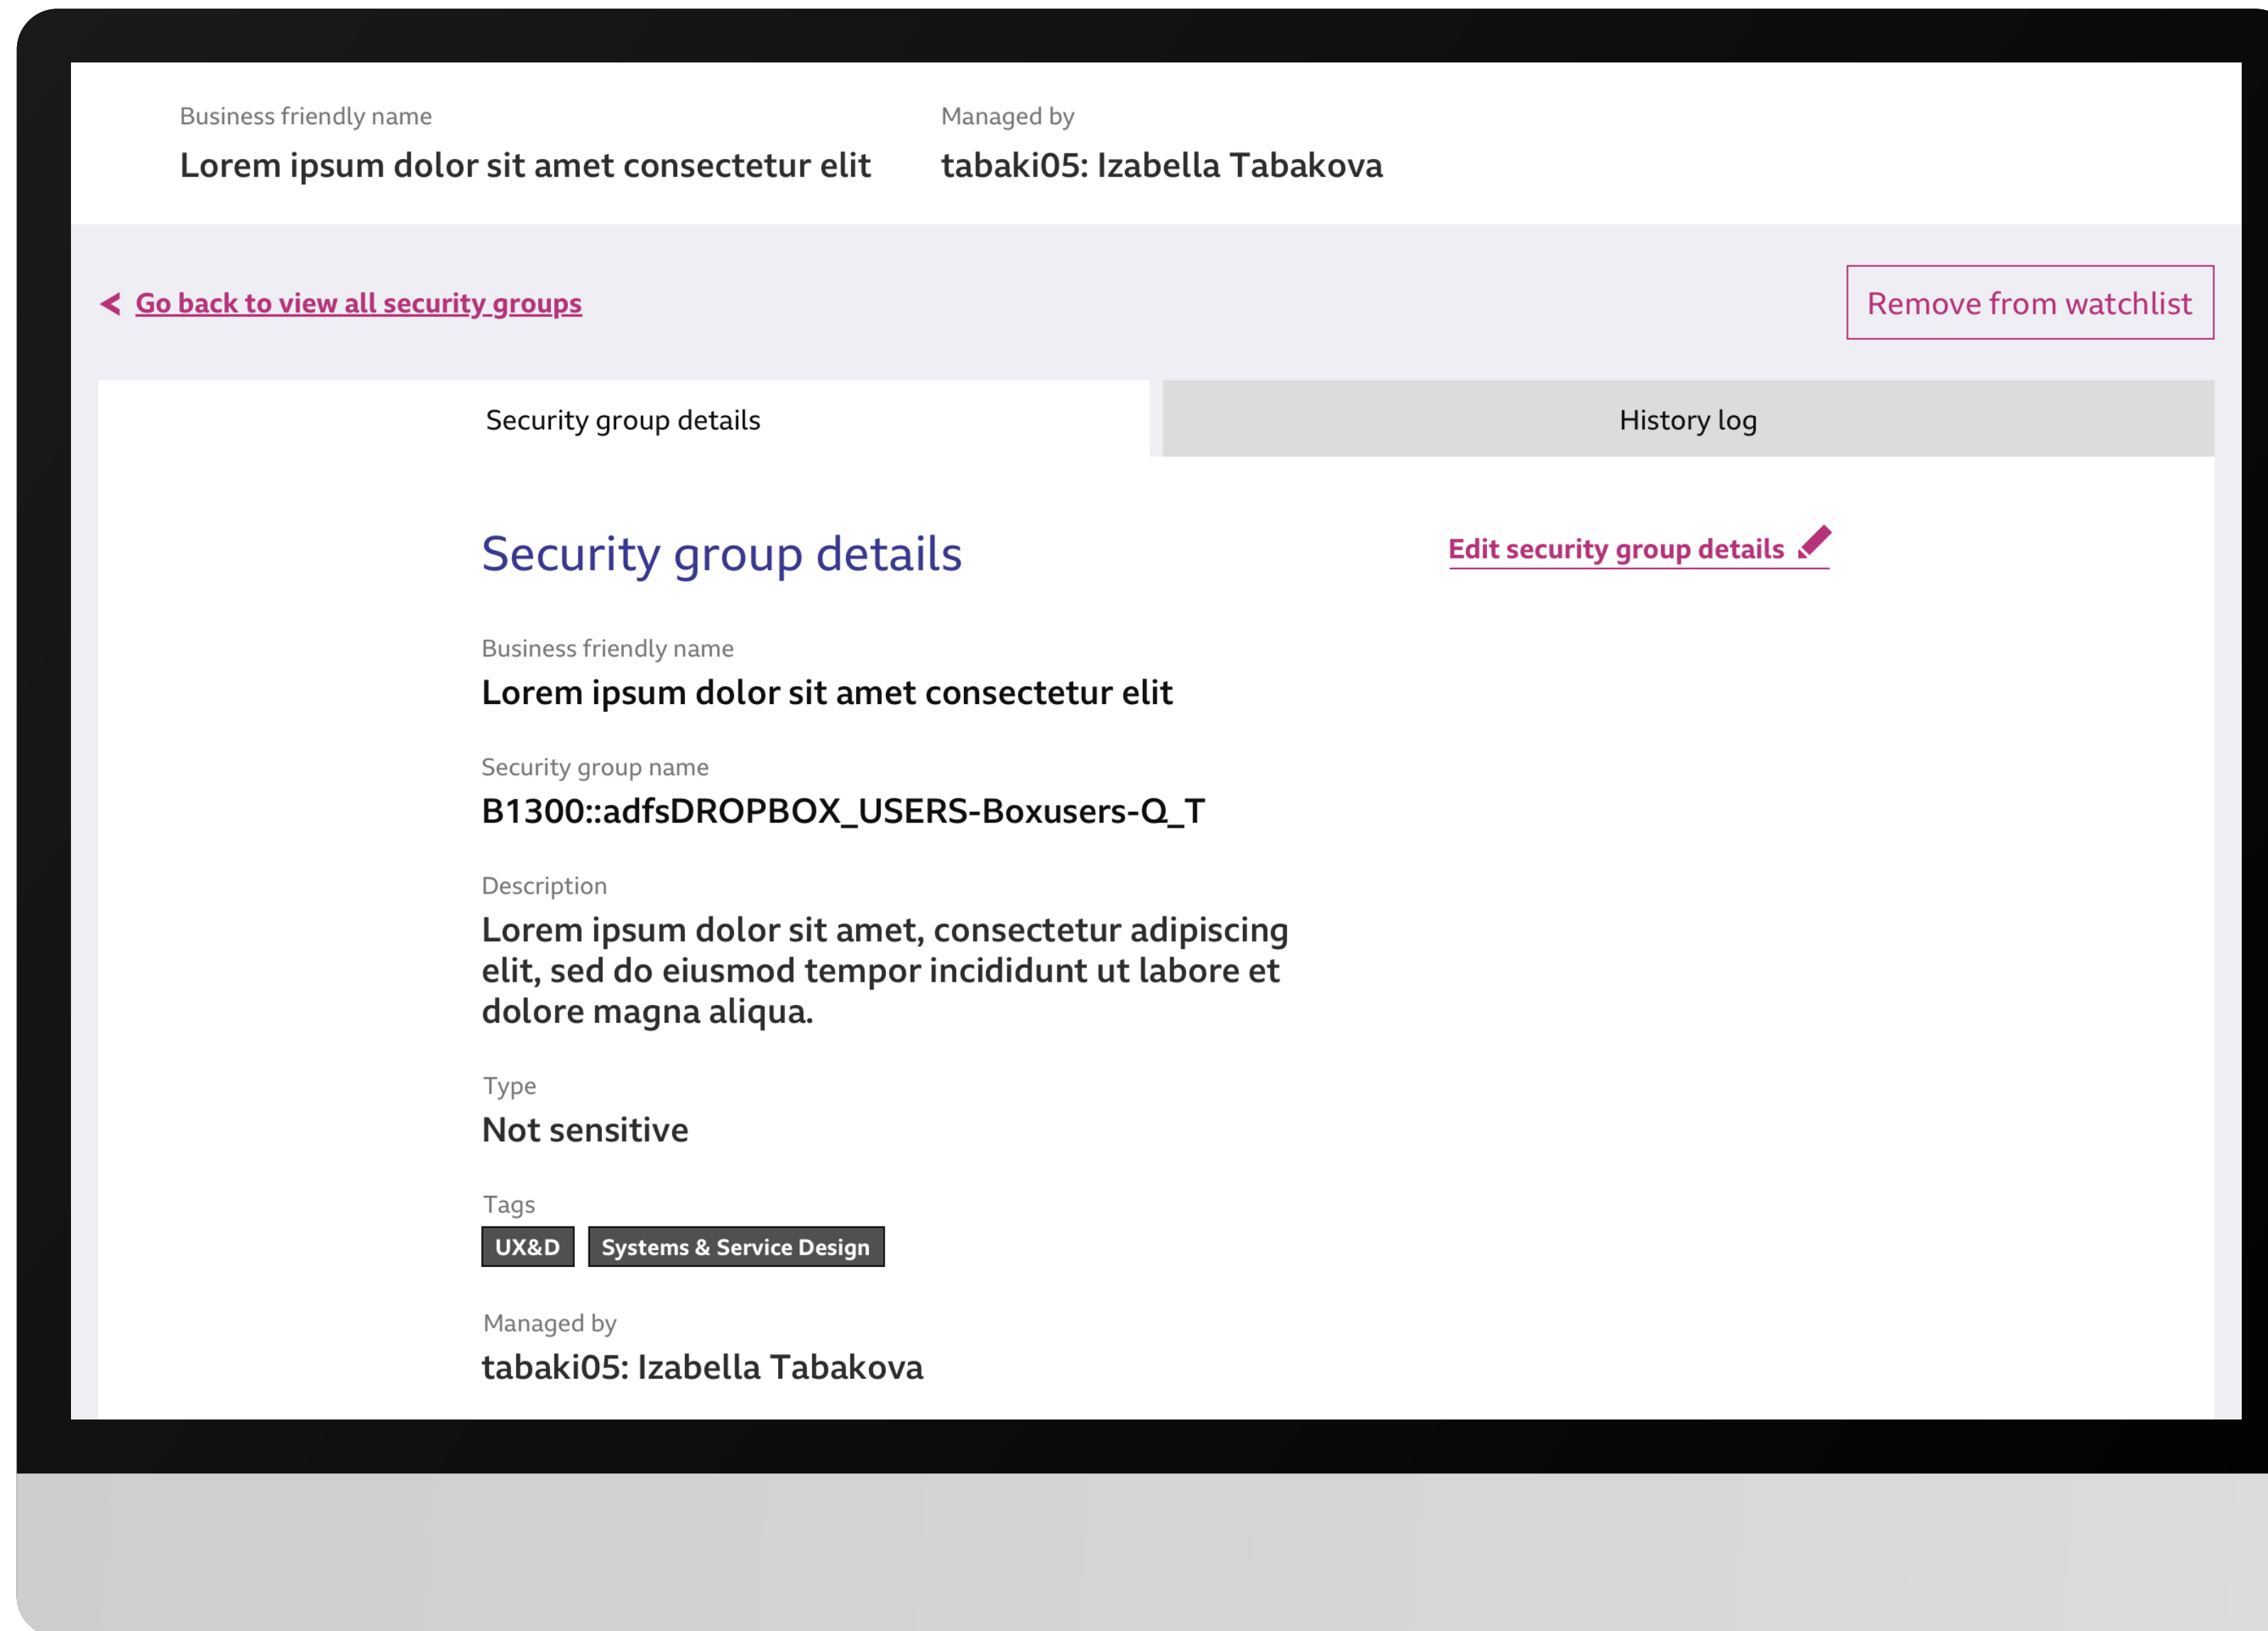 Business friendly name
Managed by
Lorem ipsum dolor sit amet consectetur elit
tabaki05: Izabella Tabakova
< Go back to view all security groups
Remove from watchlist
Security group details
History log
Security group details
Edit security group details
Business friendly name
Lorem ipsum dolor sit amet consectetur elit
Security group name
B1300::adfsDROPBOX_USERS-Boxusers-Q_T
Description
Lorem ipsum dolor sit amet, consectetur adipiscing
elit, sed do eiusmod tempor incididunt ut labore et
dolore magna aliqua.
Type
Not sensitive
Tags
UX&D
Systems & Service Design
Managed by
tabaki05: Izabella Tabakova